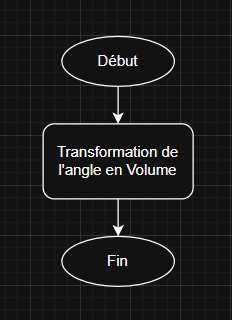 Début
Transformation de
l'angle en Volume
Fin